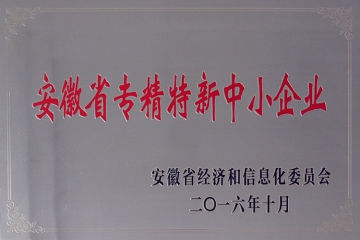 安徽省专精特新中小企业
安徽省经济和信息化委员会
二〇一六年十月